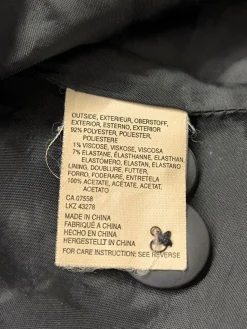 OUTSIDE, EXTERIEUR, OBERSTOFF,
EXTERIOR, ESTERNO, EXTERIOR
92% POLYESTER, POLYESTER,
POLIESTERE
1% VISCOSE, VISKOSE, VISCOSA
7% ELASTANE, ÉLASTHANNE, ELASTHAN,
ELASTOMERO, ELASTAN, ELASTANO
LINING, DOUBLURE, FUTTER,
FORRO, FODERARE, ENTRETELA
100% ACETATE, ACÉTATE, ACETAT,
ACETATO
CA 07558
LKZ 43278
MADE IN CHINA
FABRIQUÉ A CHINA
HECHO EN CHINA
HERGESTELLT IN CHINA
FOR CARE INSTRUCTION; SEE REVERSE